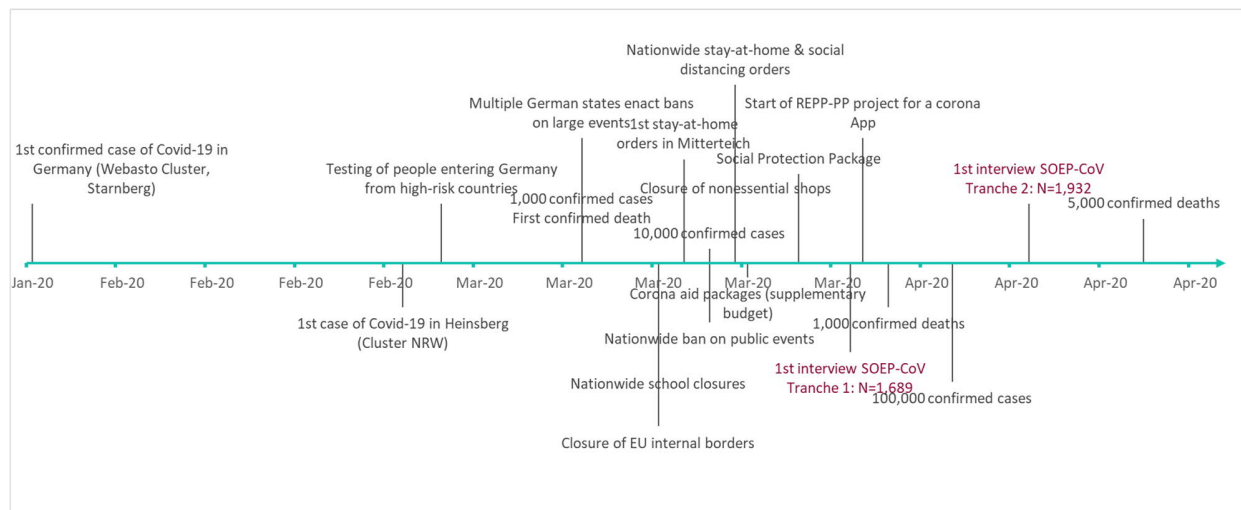 Nationwide stay-at-home & social
distancing orders
Multiple German states enact bans
on large events
Start of REPP-PP project for a corona
App
1st stay-at-home
orders in Mitterteich
1st confirmed case of Covid-19 in
Germany (Webasto Cluster,
Starnberg)
Testing of people entering Germany
from high-risk countries
Social Protection Package
1st interview SOEP-CoV
Tranche 2: N=1,932
Closure of nonessential shops
1,000 confirmed cases
First confirmed death
5,000 confirmed deaths
10,000 confirmed cases
Jan-20 Feb-20 Feb-20 Feb-20 Feb-20 Mar-20 Mar-20 Mar-20 Mar-20 Mar-20 Apr-20 Apr-20 Apr-20 Apr-20
Corona aid packages (supplementary
budget)
1st case of Covid-19 in Heinsberg
(Cluster NRW)
1,000 confirmed deaths
Nationwide ban on public events
1st interview SOEP-CoV
Tranche 1: N=1,689
Nationwide school closures
100,000 confirmed cases
Closure of EU internal borders